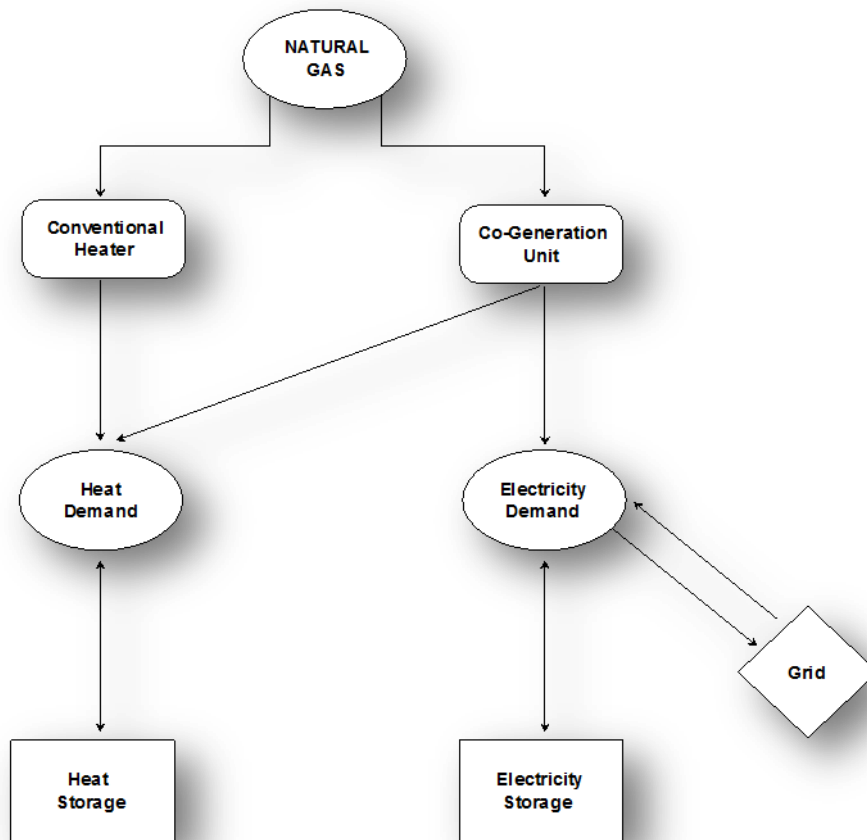 NATURAL
GAS
Conventional
Heater
Co-Generation
Unit
Heat
Demand
Electricity
Demand
Grid
Heat
Storage
Electricity
Storage